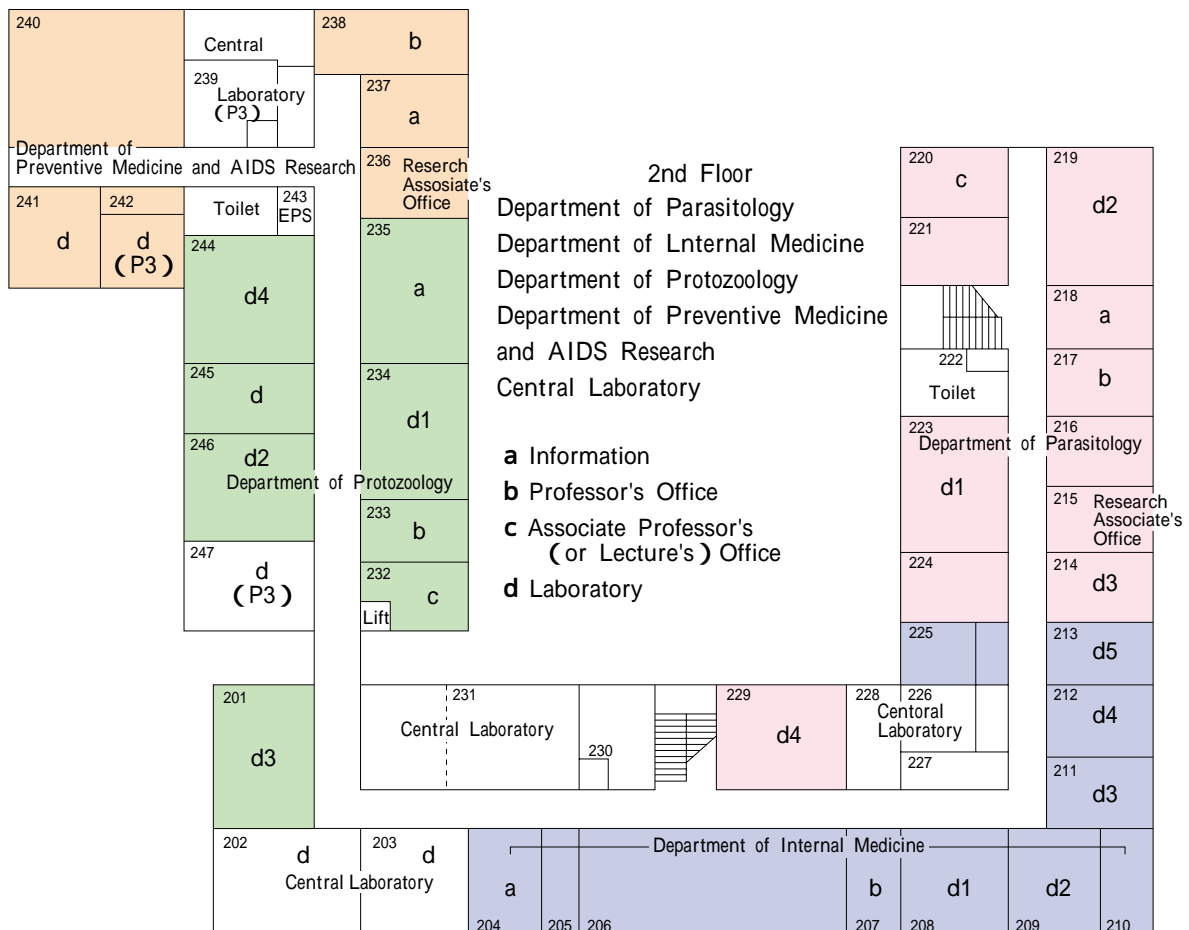 240
Central
239
Laboratory
(P3)
238
b
237
a
Department of
Preventive Medicine and AIDS Research
236
Reserch
Assosiate's
Office
241
d
242
d
(P3)
Toilet
243
EPS
244
d4
235
a
245
d
234
d1
246
d2
Department of Protozoology
233
b
247
d
(P3)
232
c
Lift
2nd Floor
Department of Parasitology
Department of Lnternal Medicine
Department of Protozoology
Department of Preventive Medicine
and AIDS Research
Central Laboratory
a Information
b Professor's Office
c Associate Professor's
(or Lecture's) Office
d Laboratory
220
c
219
d2
221
218
a
222
Toilet
217
b
223
216
Department of Parasitology
d1
215
Research
Associate's
Office
224
214
d3
225
213
d5
201
d3
231
Central Laboratory
230
229
d4
228
226
Centoral
Laboratory
227
212
d4
211
d3
202
d
203
d
Central Laboratory
Department of Internal Medicine
a
b
d1
d2
204
205
206
207
208
209
210